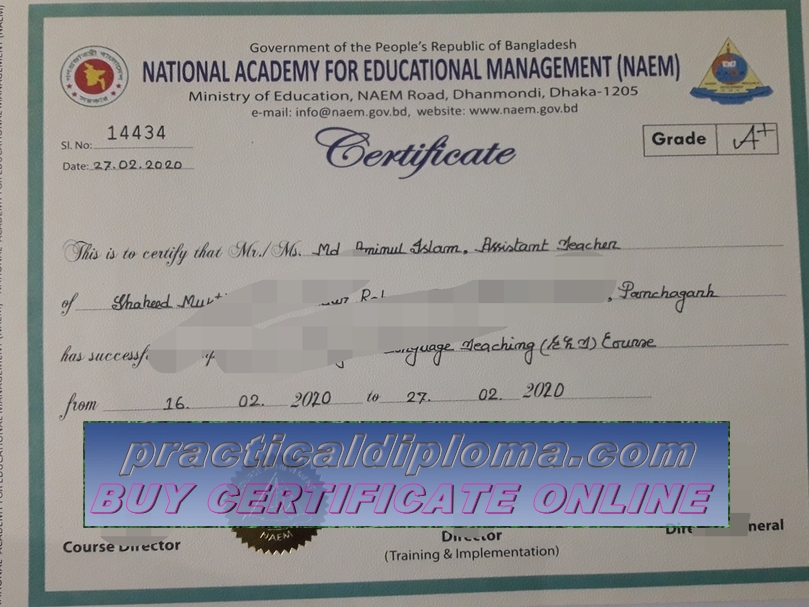 Government of the People's Republic of Bangladesh
NATIONAL ACADEMY FOR EDUCATIONAL MANAGEMENT (NAEM)
Ministry of Education, NAEM Road, Dhanmondi, Dhaka-1205
e-mail: info@naem.gov.bd, website: www.naem.gov.bd
Sl. No: 14434
Date: 27.02.2020
Certificate
Grade A+
This is to certify that Mr./Ms. Md Aminul Islam, Assistant Teacher
of Shaheed , Panchagarh
has Teaching Course
from 16. 02. 2020 to 27. 02. 2020
practicaldiploma.com
BUY CERTIFICATE ONLINE
NAEM
Course Director
Director
(Training & Implementation)